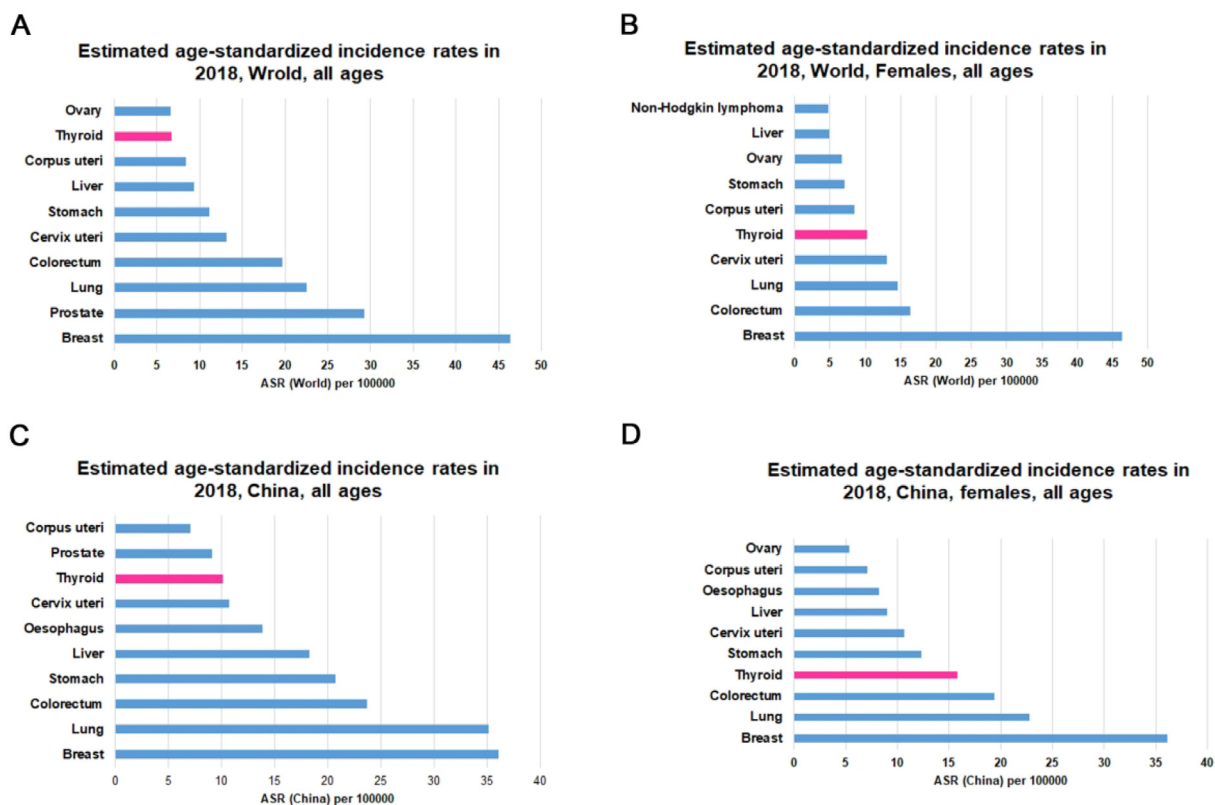 A
Estimated age-standardized incidence rates in
2018, Wrold, all ages
Ovary
Thyroid
Corpus uteri
Liver
Stomach
Cervix uteri
Colorectum
Lung
Prostate
Breast
0 5 10 15 20 25 30 35 40 45 50
ASR (World) per 100000
B
Estimated age-standardized incidence rates in
2018, World, Females, all ages
Non-Hodgkin lymphoma
Liver
Ovary
Stomach
Corpus uteri
Thyroid
Cervix uteri
Lung
Colorectum
Breast
0 5 10 15 20 25 30 35 40 45 50
ASR (World) per 100000
C
Estimated age-standardized incidence rates in
2018, China, all ages
Corpus uteri
Prostate
Thyroid
Cervix uteri
Oesophagus
Liver
Stomach
Colorectum
Lung
Breast
0 5 10 15 20 25 30 35 40
ASR (China) per 100000
D
Estimated age-standardized incidence rates in
2018, China, females, all ages
Ovary
Corpus uteri
Oesophagus
Liver
Cervix uteri
Stomach
Thyroid
Colorectum
Lung
Breast
0 5 10 15 20 25 30 35 40
ASR (China) per 100000